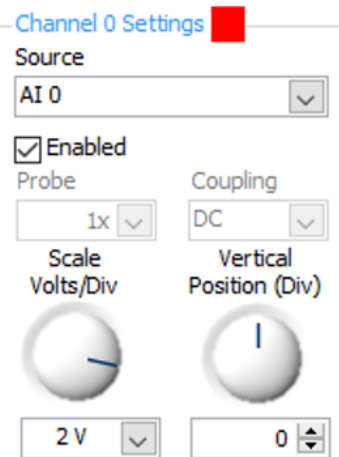 Channel 0 Settings
Source
AI 0
Enabled
Probe Coupling
1x DC
Scale Vertical
Volts/Div Position (Div)
2 V 0